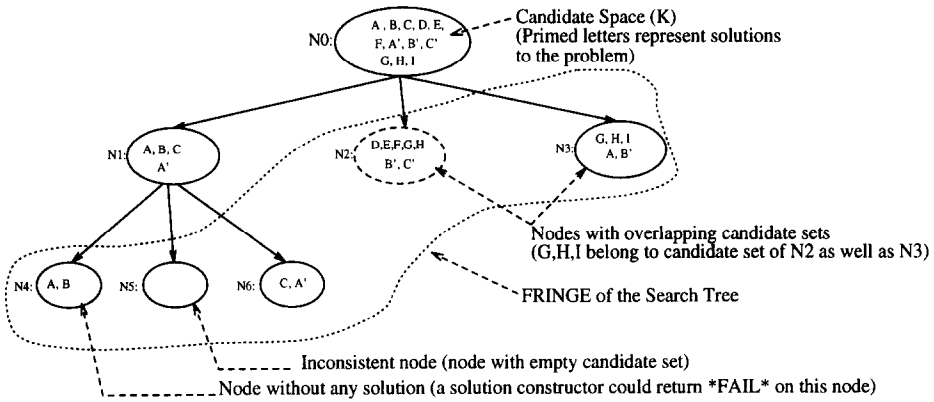 Candidate Space (K)
(Primed letters represent solutions
to the problem)
N0:
A , B, C, D. E,
F, A', B', C'
G, H, I
N1:
A, B, C
A'
N2:
D,E,F,G,H
B', C'
N3:
G, H, I
A, B'
Nodes with overlapping candidate sets
(G,H,I belong to candidate set of N2 as well as N3)
N4:
A, B
N5:
N6:
C, A'
FRINGE of the Search Tree
Inconsistent node (node with empty candidate set)
Node without any solution (a solution constructor could return *FAIL* on this node)